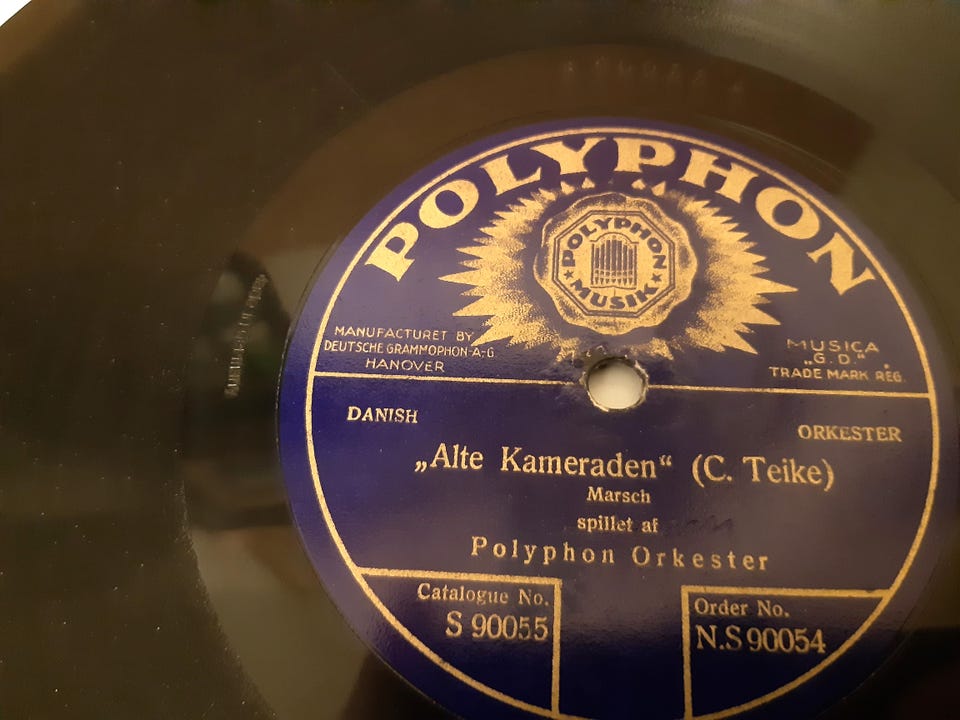 POLYPHON
POLYPHON
MUSIK
MANUFACTURET BY
DEUTSCHE GRAMMOPHON-A-G
HANOVER
MUSICA
„G.D.“
TRADE MARK REG.
DANISH
ORKESTER
„Alte Kameraden“ (C. Teike)
Marsch
spillet af
Polyphon Orkester
Catalogue No.
S 90055
Order No.
N.S 90054